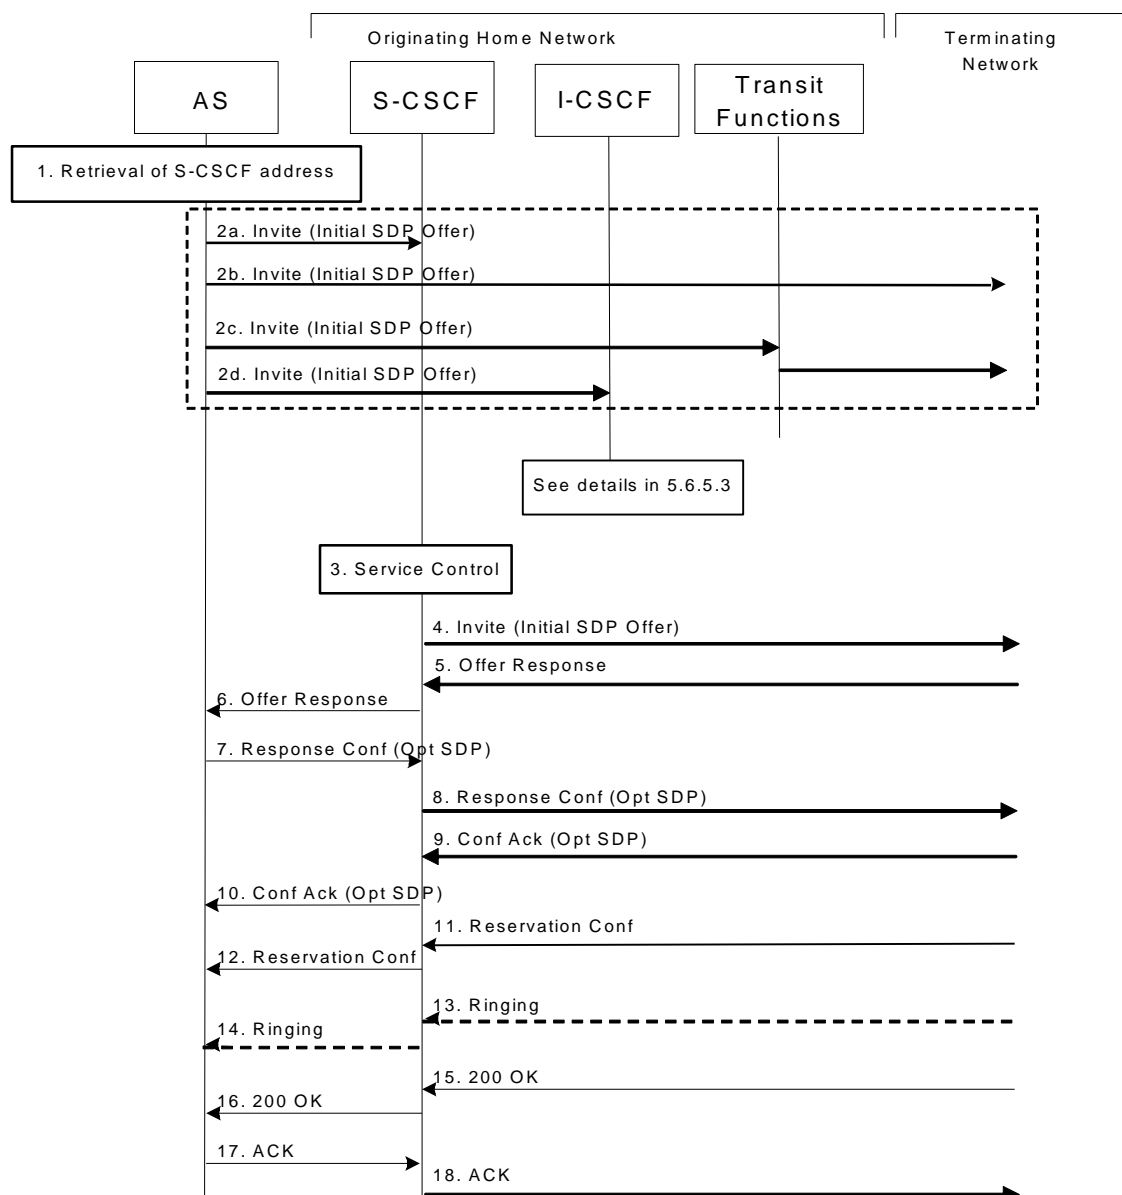 Originating Home Network
Terminating
Network
AS
S-CSCF
I-CSCF
Transit
Functions
1. Retrieval of S-CSCF address
2a. Invite (Initial SDP Offer)
2b. Invite (Initial SDP Offer)
2c. Invite (Initial SDP Offer)
2d. Invite (Initial SDP Offer)
See details in 5.6.5.3
3. Service Control
4. Invite (Initial SDP Offer)
5. Offer Response
6. Offer Response
7. Response Conf (Opt SDP)
8. Response Conf (Opt SDP)
9. Conf Ack (Opt SDP)
10. Conf Ack (Opt SDP)
11. Reservation Conf
12. Reservation Conf
13. Ringing
14. Ringing
15. 200 OK
16. 200 OK
17. ACK
18. ACK